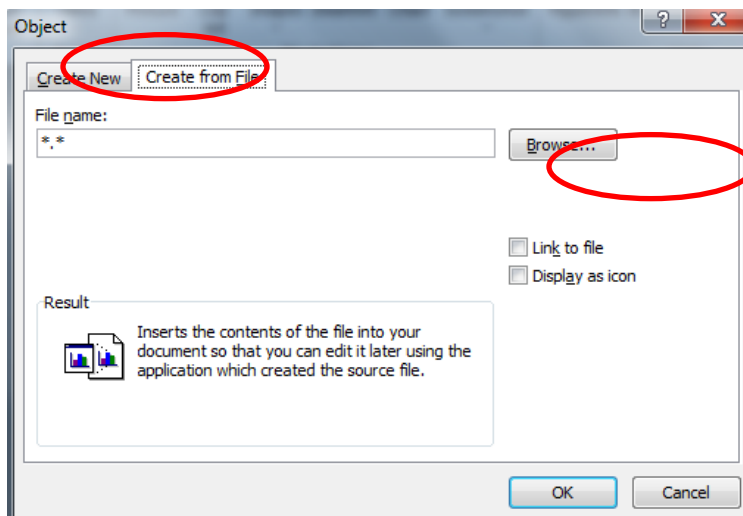 Object
?
X
Create New
Create from File
File name:
*.*
Browse...
Link to file
Display as icon
Result
Inserts the contents of the file into your
document so that you can edit it later using the
application which created the source file.
OK
Cancel